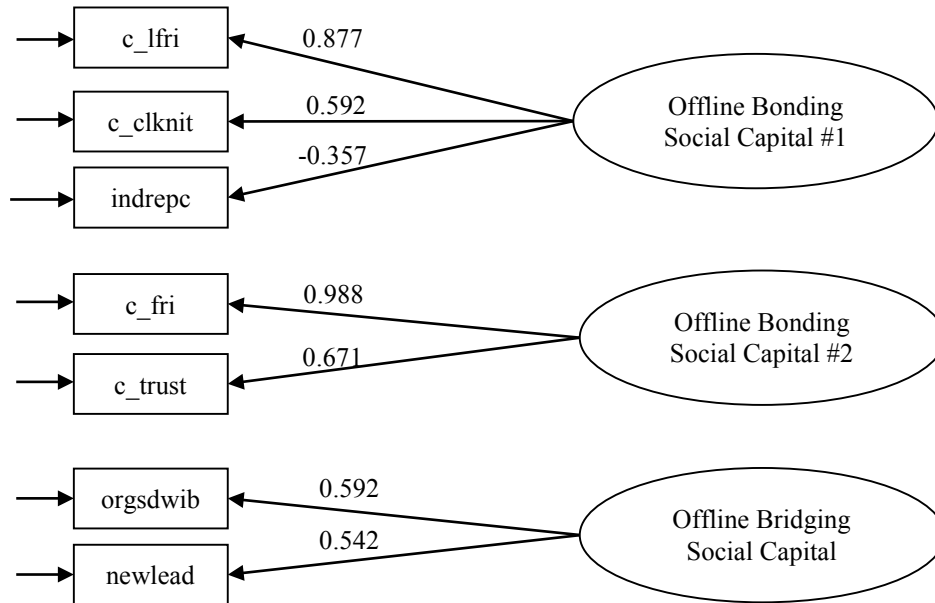 c_lfri
0.877
c_clknit
0.592
indrepc
-0.357
Offline Bonding
Social Capital #1
c_fri
0.988
c_trust
0.671
Offline Bonding
Social Capital #2
orgsdwib
0.592
newlead
0.542
Offline Bridging
Social Capital